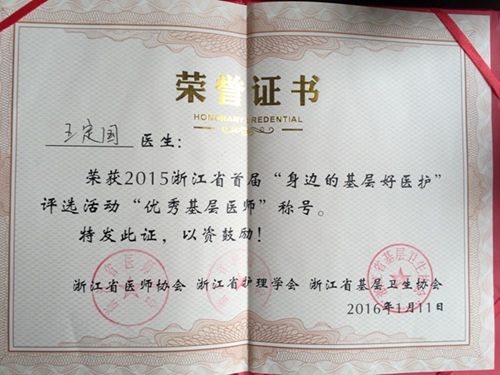 荣誉证书
HONORARY CREDENTIAL
王定国 医生：
荣获2015浙江省首届“身边的基层好医护”
评选活动“优秀基层医师”称号。
特发此证，以资鼓励！
浙江省医师协会 浙江省护理学会 浙江省基层卫生协会
2016年1月11日